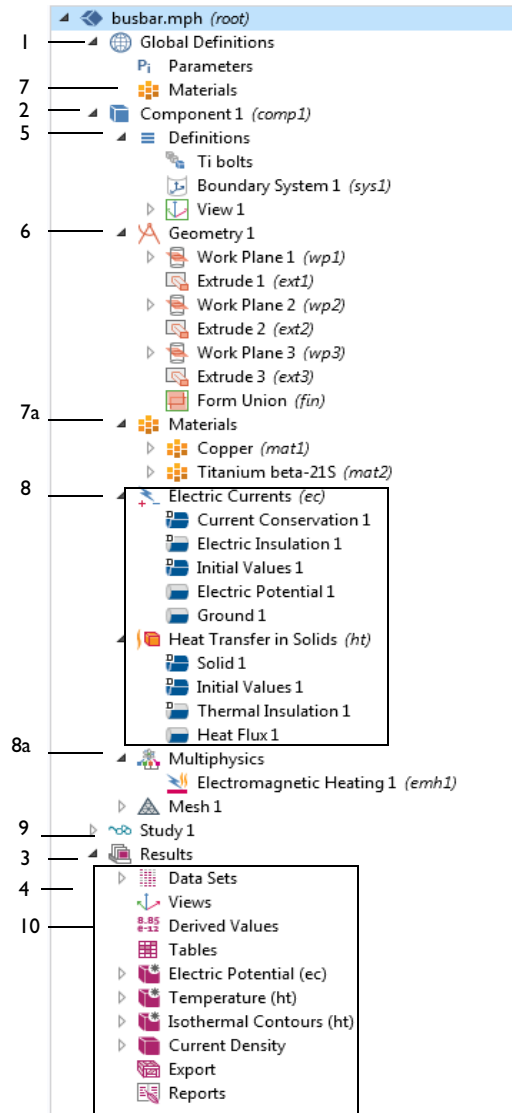 busbar.mph (root)
1 Global Definitions
Pi Parameters
7 Materials
2 Component 1 (comp1)
5 Definitions
Ti bolts
Boundary System 1 (sys1)
View 1
6 Geometry 1
Work Plane 1 (wp1)
Extrude 1 (ext1)
Work Plane 2 (wp2)
Extrude 2 (ext2)
Work Plane 3 (wp3)
Extrude 3 (ext3)
Form Union (fin)
7a Materials
Copper (mat1)
Titanium beta-21S (mat2)
8 Electric Currents (ec)
D Current Conservation 1
D Electric Insulation 1
D Initial Values 1
Electric Potential 1
Ground 1
Heat Transfer in Solids (ht)
D Solid 1
D Initial Values 1
D Thermal Insulation 1
Heat Flux 1
8a Multiphysics
Electromagnetic Heating 1 (emh1)
Mesh 1
9 Study 1
3 Results
4 Data Sets
Views
10 8.85 e-12 Derived Values
Tables
Electric Potential (ec)
Temperature (ht)
Isothermal Contours (ht)
Current Density
Export
Reports